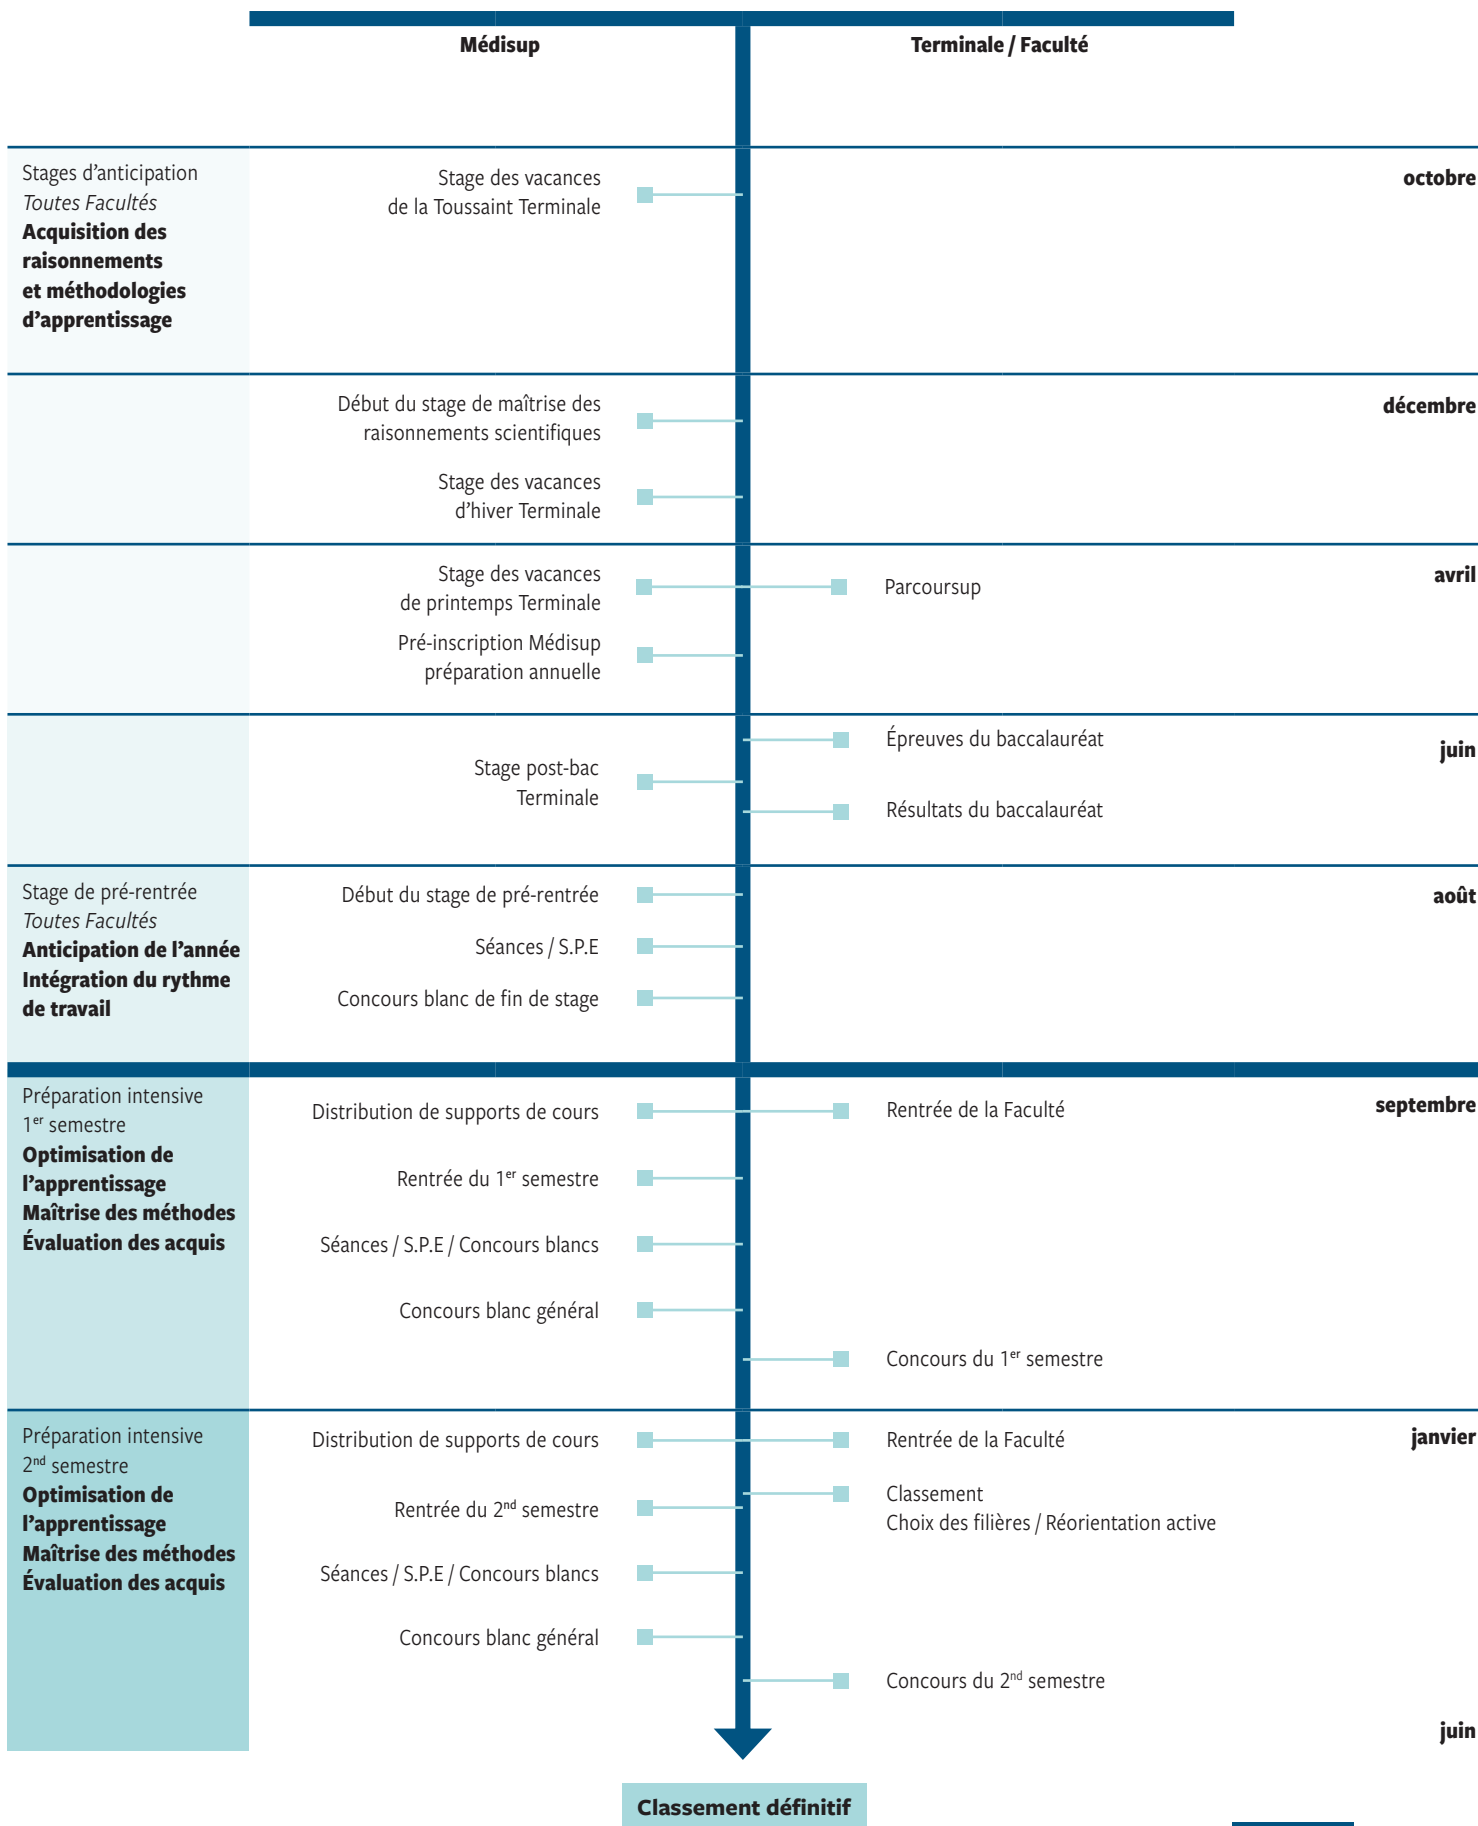 Médisup
Terminale / Faculté
Stages d’anticipation
Toutes Facultés
Acquisition des
raisonnements
et méthodologies
d’apprentissage
Stage des vacances
de la Toussaint Terminale
octobre
Début du stage de maîtrise des
raisonnements scientifiques
Stage des vacances
d’hiver Terminale
décembre
Stage des vacances
de printemps Terminale
Pré-inscription Médisup
préparation annuelle
Parcoursup
avril
Stage post-bac
Terminale
Épreuves du baccalauréat
Résultats du baccalauréat
juin
Stage de pré-rentrée
Toutes Facultés
Anticipation de l’année
Intégration du rythme
de travail
Début du stage de pré-rentrée
Séances / S.P.E
Concours blanc de fin de stage
août
Préparation intensive
1er semestre
Optimisation de
l’apprentissage
Maîtrise des méthodes
Évaluation des acquis
Distribution de supports de cours
Rentrée du 1er semestre
Séances / S.P.E / Concours blancs
Concours blanc général
Rentrée de la Faculté
Concours du 1er semestre
septembre
Préparation intensive
2nd semestre
Optimisation de
l’apprentissage
Maîtrise des méthodes
Évaluation des acquis
Distribution de supports de cours
Rentrée du 2nd semestre
Séances / S.P.E / Concours blancs
Concours blanc général
Rentrée de la Faculté
Classement
Choix des filières / Réorientation active
Concours du 2nd semestre
janvier
juin
Classement définitif